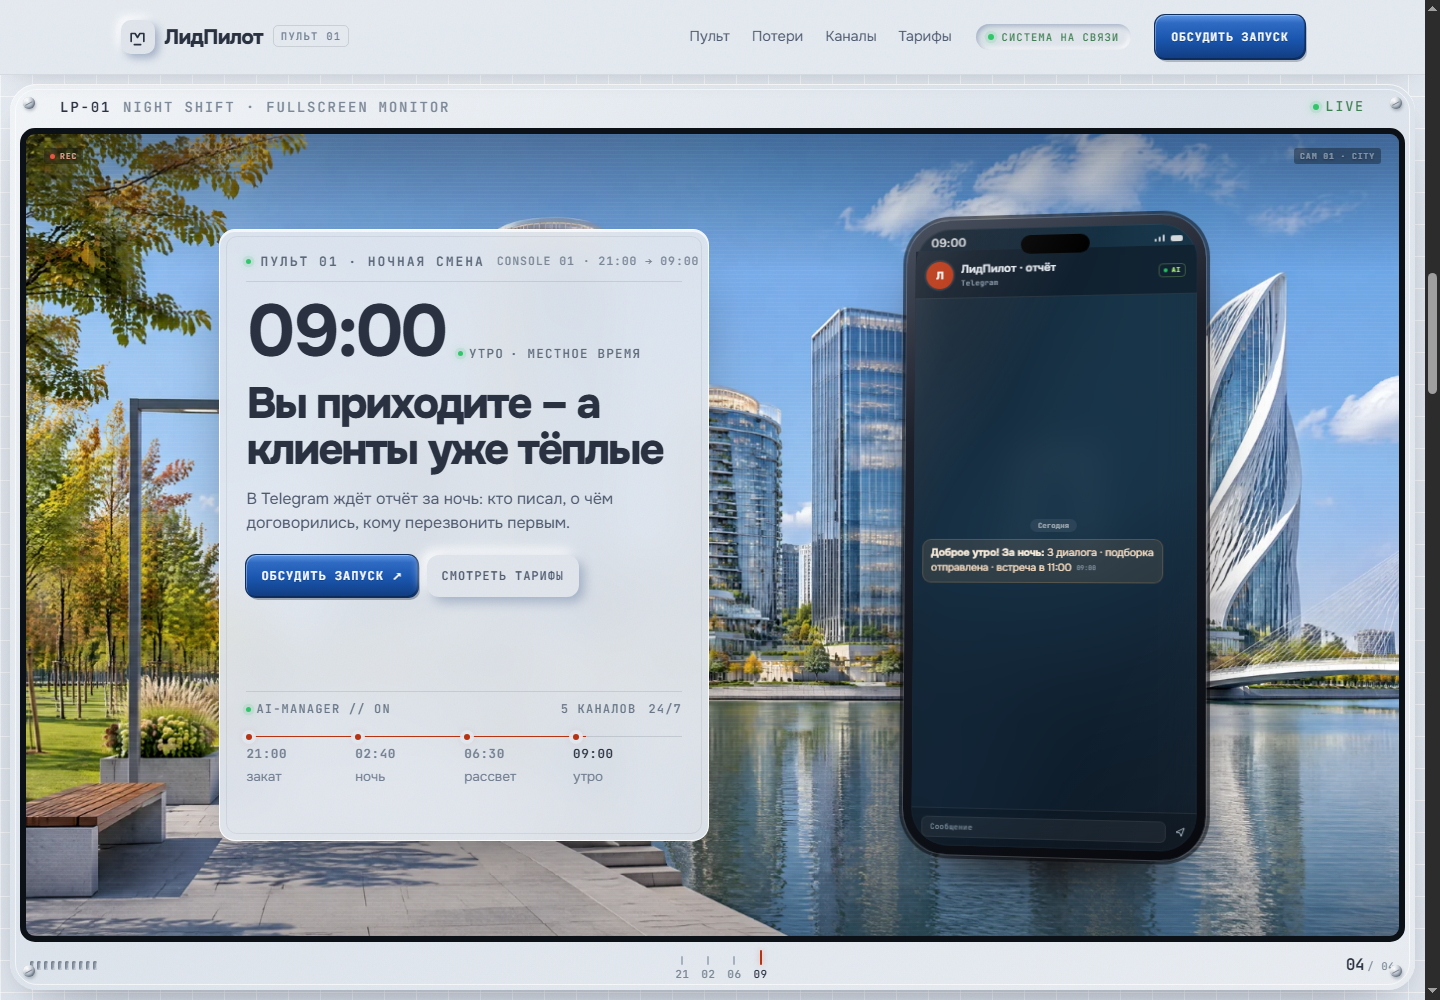 ЛидПилот ПУЛЬТ 01 Пульт Потери Каналы Тарифы СИСТЕМА НА СВЯЗИ ОБСУДИТЬ ЗАПУСК
LP-01 NIGHT SHIFT · FULLSCREEN MONITOR LIVE
REC CAM 01 · CITY
ПУЛЬТ 01 · НОЧНАЯ СМЕНА CONSOLE 01 · 21:00 → 09:00
09:00 УТРО · МЕСТНОЕ ВРЕМЯ
Вы приходите – а
клиенты уже тёплые
В Telegram ждёт отчёт за ночь: кто писал, о чём
договорились, кому перезвонить первым.
ОБСУДИТЬ ЗАПУСК ↗ СМОТРЕТЬ ТАРИФЫ
AI-MANAGER // ON 5 КАНАЛОВ 24/7
21:00 02:40 06:30 09:00
закат ночь рассвет утро
09:00
Л ЛидПилот · отчёт AI
Telegram
Сегодня
Доброе утро! За ночь: 3 диалога · подборка
отправлена · встреча в 11:00 09:00
Сообщение
21 02 06 09
04 /